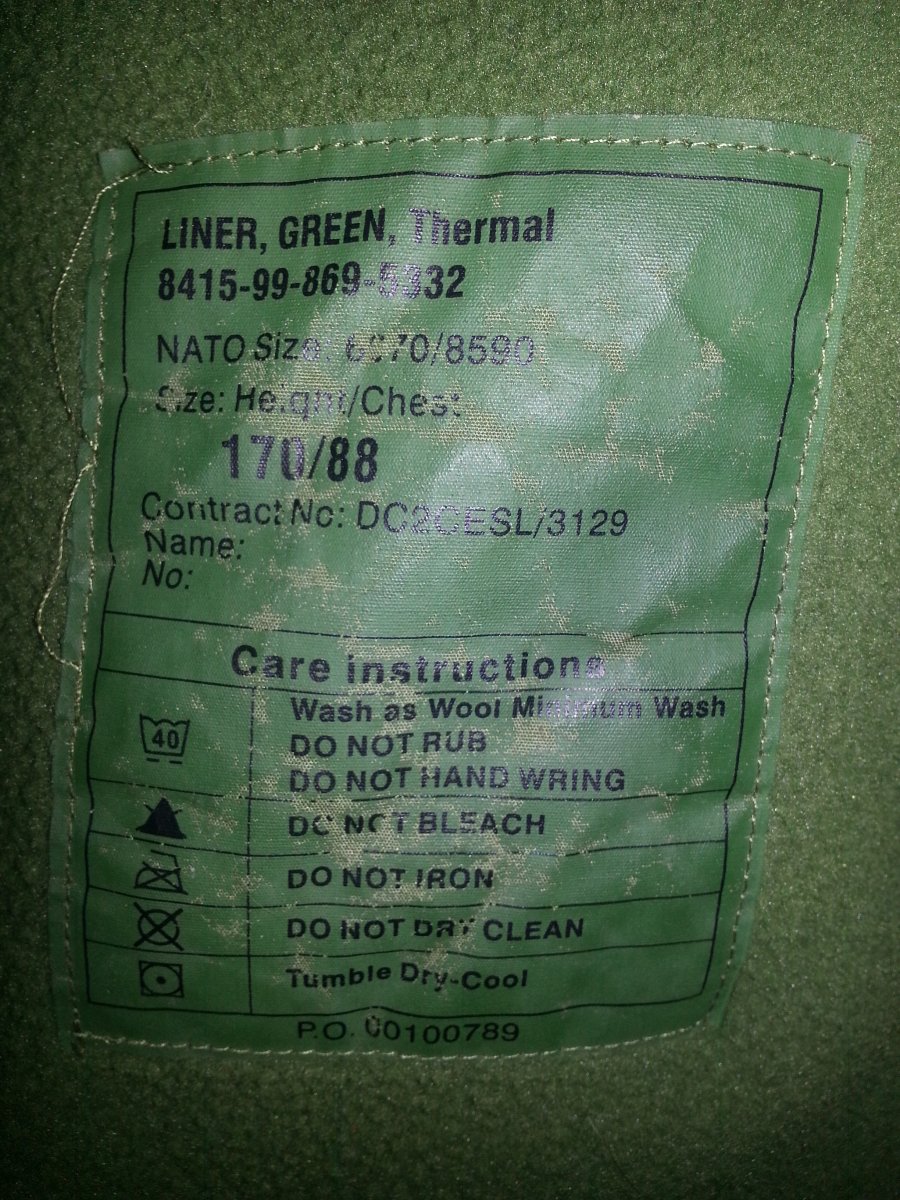 LINER, GREEN, Thermal
8415-99-869-5332
NATO Size: 6070/8590
Size: Height/Chest
170/88
Contract No: DC2CESL/3129
Name:
No:
Care instructions
40
Wash as Wool Minimum Wash
DO NOT RUB
DO NOT HAND WRING
DO NOT BLEACH
DO NOT IRON
DO NOT DRY CLEAN
Tumble Dry-Cool
P.O. 00100789